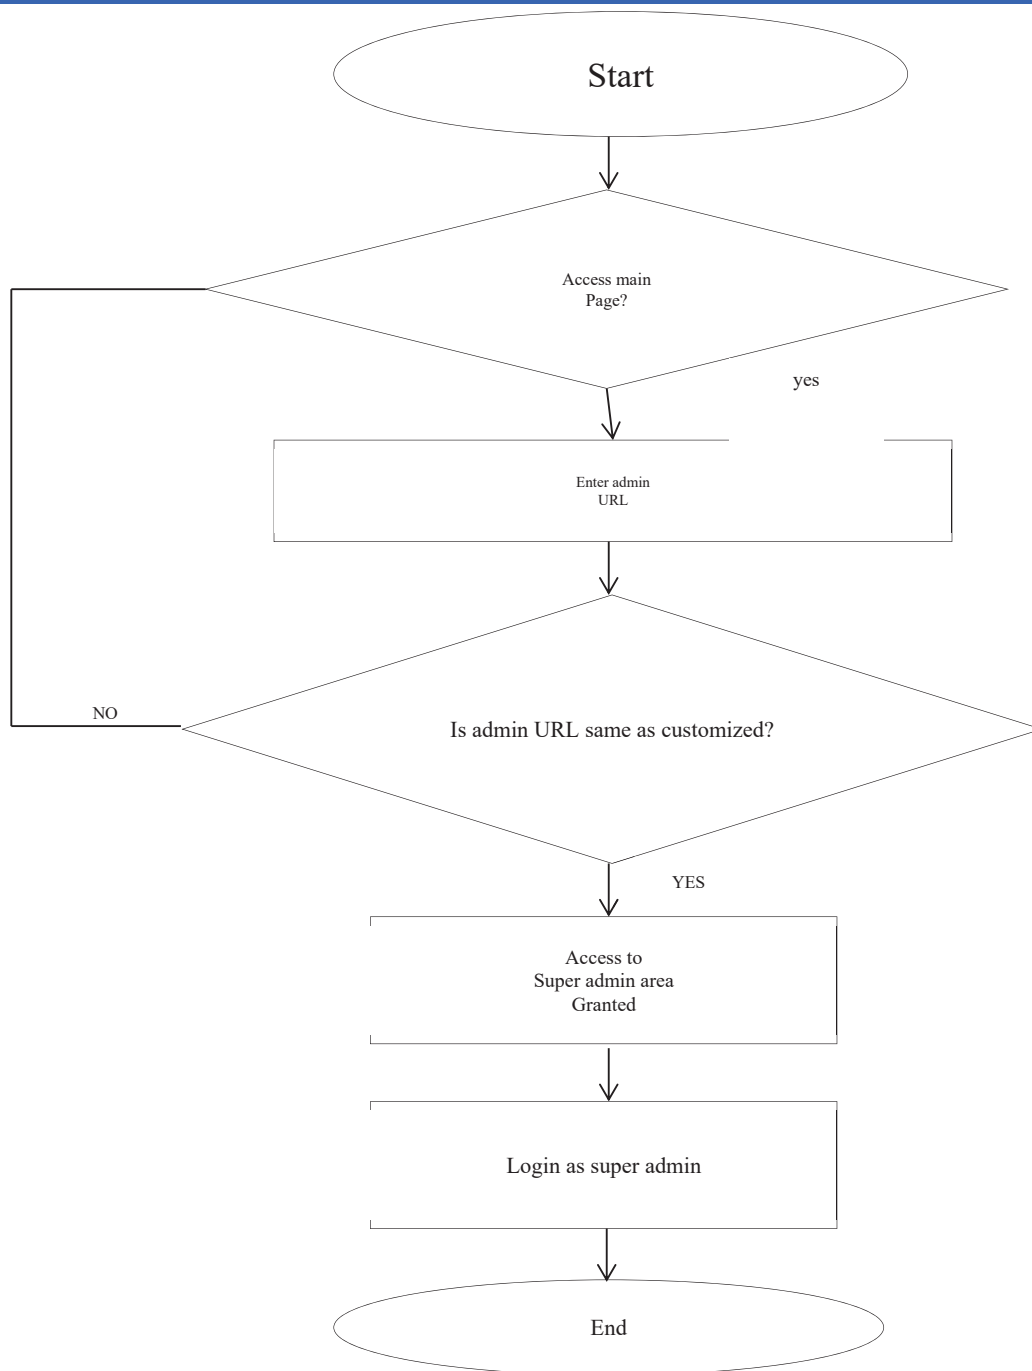 Start
Access main
Page?
yes
Enter admin
URL
NO
Is admin URL same as customized?
YES
Access to
Super admin area
Granted
Login as super admin
End